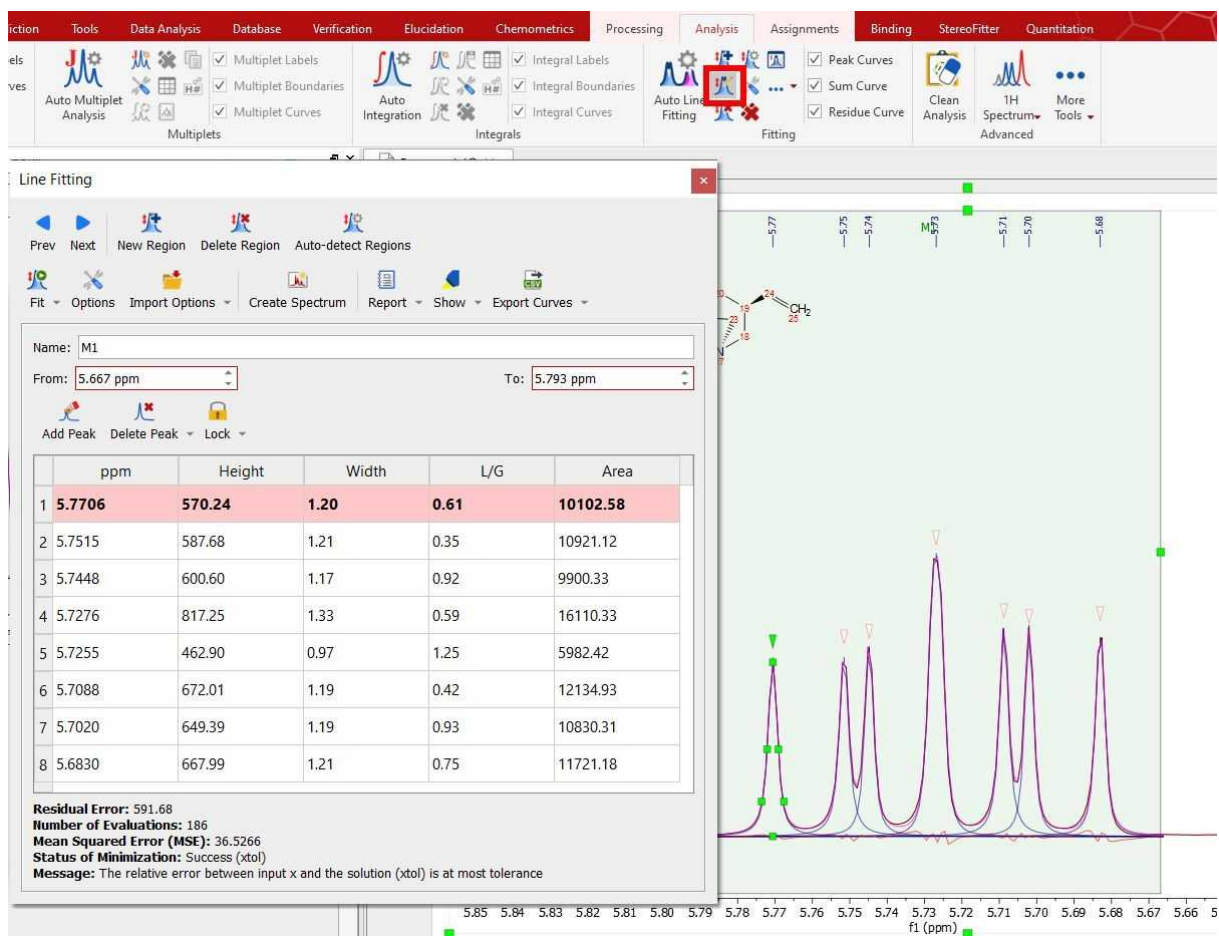 iction Tools Data Analysis Database Verification Elucidation Chemometrics Processing Analysis Assignments Binding StereoFitter Quantitation
els
ves
Auto Multiplet
Analysis
H#
Multiplet Labels
Multiplet Boundaries
Multiplet Curves
Multiplets
Auto
Integration
H#
Integral Labels
Integral Boundaries
Integral Curves
Integrals
Auto Line
Fitting
Peak Curves
Sum Curve
Residue Curve
Fitting
Clean
Analysis
1H
Spectrum
More
Tools
Advanced
Line Fitting
Prev Next New Region Delete Region Auto-detect Regions
Fit Options Import Options Create Spectrum Report Show Export Curves
Name: M1
From: 5.667 ppm To: 5.793 ppm
Add Peak Delete Peak Lock
ppm Height Width L/G Area
1 5.7706 570.24 1.20 0.61 10102.58
2 5.7515 587.68 1.21 0.35 10921.12
3 5.7448 600.60 1.17 0.92 9900.33
4 5.7276 817.25 1.33 0.59 16110.33
5 5.7255 462.90 0.97 1.25 5982.42
6 5.7088 672.01 1.19 0.42 12134.93
7 5.7020 649.39 1.19 0.93 10830.31
8 5.6830 667.99 1.21 0.75 11721.18
Residual Error: 591.68
Number of Evaluations: 186
Mean Squared Error (MSE): 36.5266
Status of Minimization: Success (xtol)
Message: The relative error between input x and the solution (xtol) is at most tolerance
5.77 5.75 5.74 5.73 5.71 5.70 5.68
24
19 CH2
23 25
18
N
5.85 5.84 5.83 5.82 5.81 5.80 5.79 5.78 5.77 5.76 5.75 5.74 5.73 5.72 5.71 5.70 5.69 5.68 5.67 5.66 5
f1 (ppm)